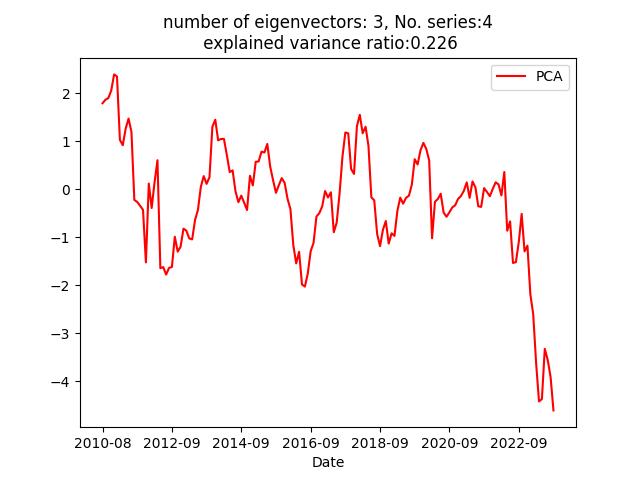 number of eigenvectors: 3, No. series:4
explained variance ratio:0.226
PCA
2
1
0
−1
−2
−3
−4
2010-08 2012-09 2014-09 2016-09 2018-09 2020-09 2022-09
Date